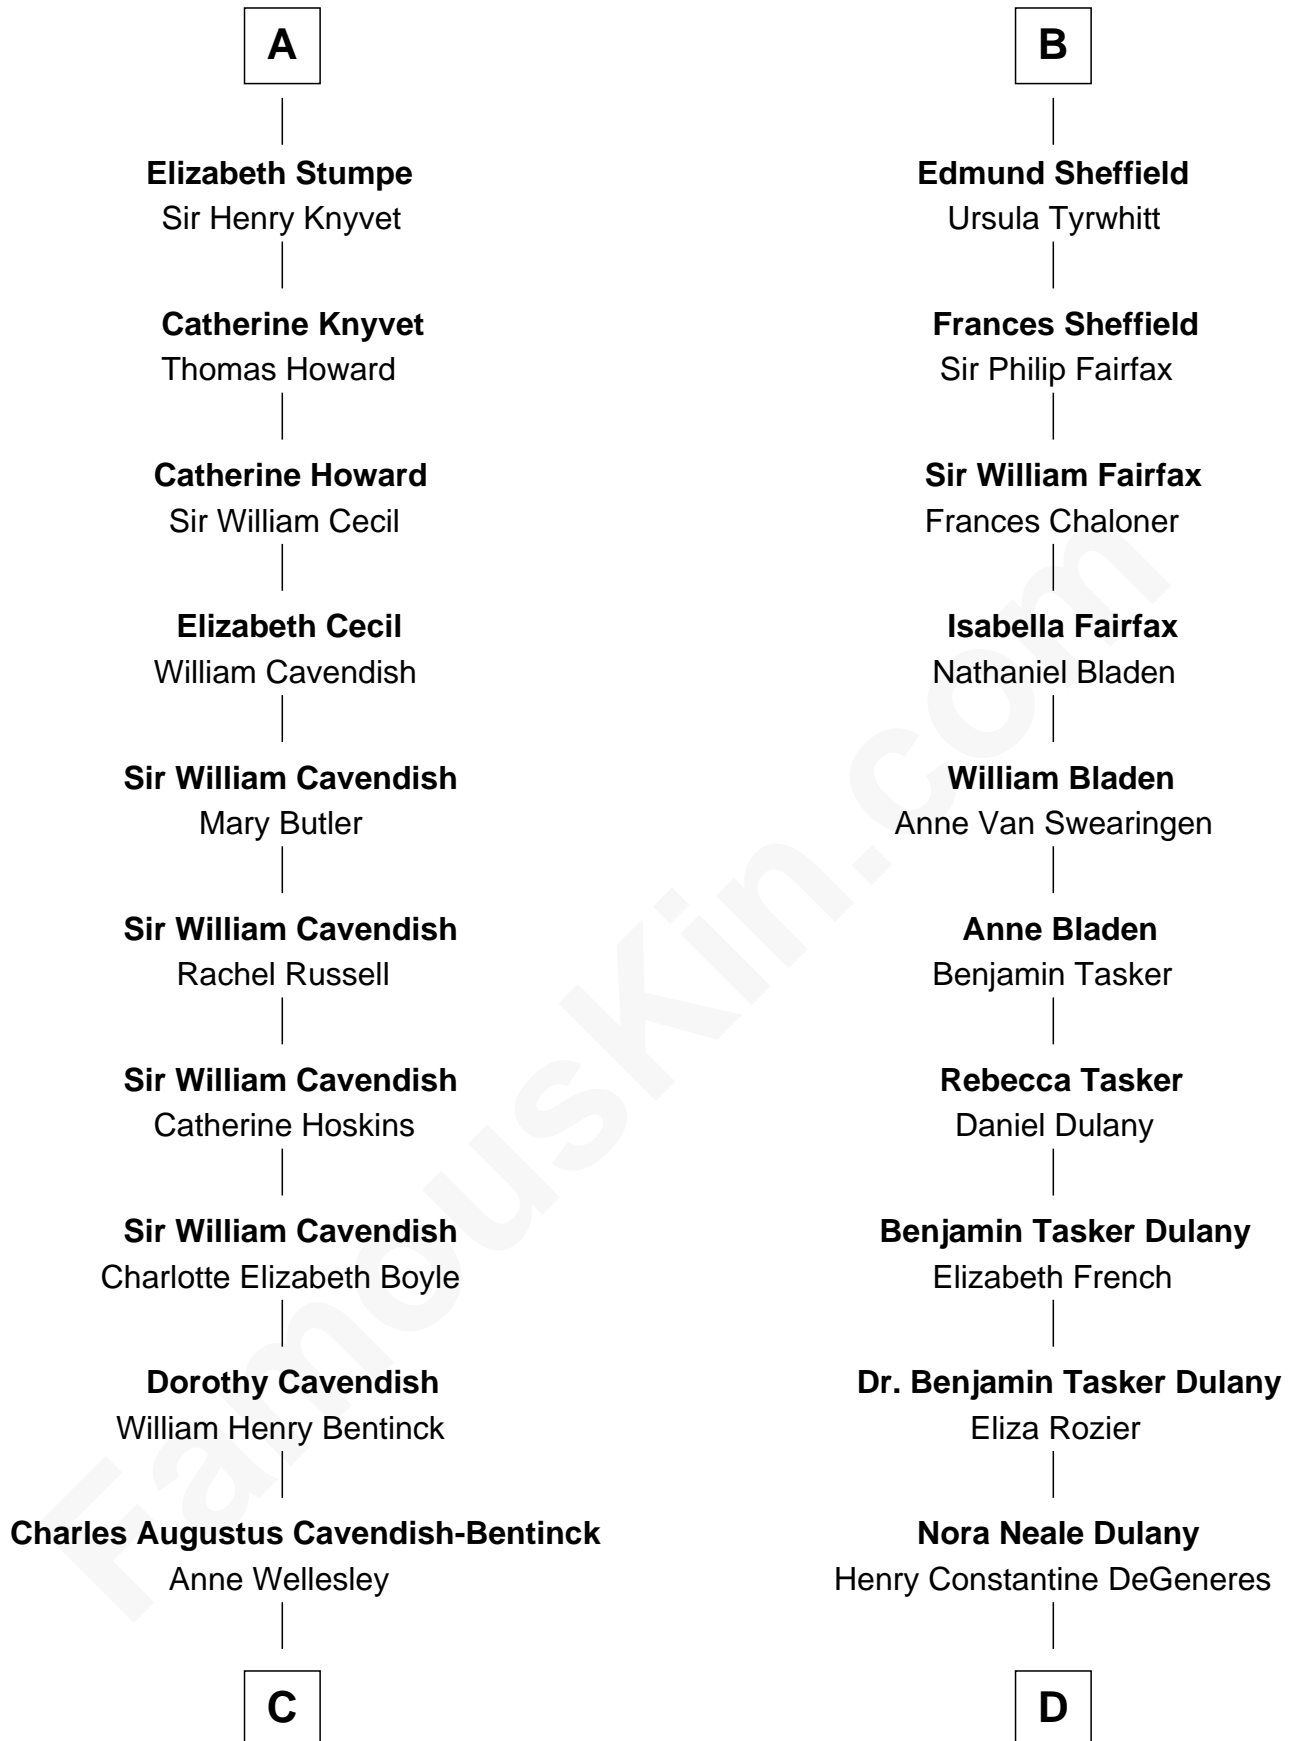 A
Elizabeth Stumpe
Sir Henry Knyvet
Catherine Knyvet
Thomas Howard
Catherine Howard
Sir William Cecil
Elizabeth Cecil
William Cavendish
Sir William Cavendish
Mary Butler
Sir William Cavendish
Rachel Russell
Sir William Cavendish
Catherine Hoskins
Sir William Cavendish
Charlotte Elizabeth Boyle
Dorothy Cavendish
William Henry Bentinck
Charles Augustus Cavendish-Bentinck
Anne Wellesley
C
B
Edmund Sheffield
Ursula Tyrwhitt
Frances Sheffield
Sir Philip Fairfax
Sir William Fairfax
Frances Chaloner
Isabella Fairfax
Nathaniel Bladen
William Bladen
Anne Van Swearingen
Anne Bladen
Benjamin Tasker
Rebecca Tasker
Daniel Dulany
Benjamin Tasker Dulany
Elizabeth French
Dr. Benjamin Tasker Dulany
Eliza Rozier
Nora Neale Dulany
Henry Constantine DeGeneres
D
FamousKin.com